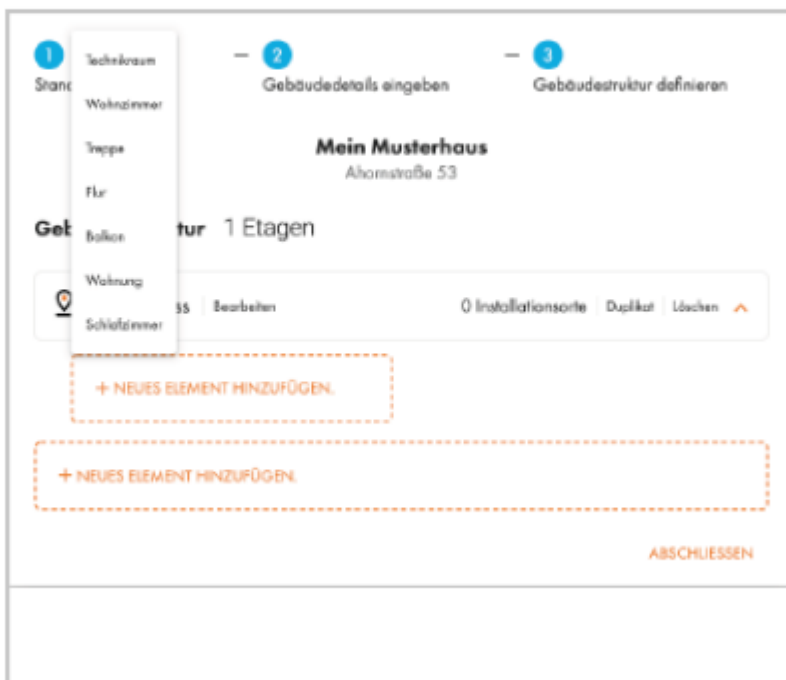 1 – 2 – 3
Stand
Gebäudedetails eingeben
Gebäudestruktur definieren
Technikraum
Wohnzimmer
Treppe
Flur
Balkon
Wohnung
Schlafzimmer
Mein Musterhaus
Ahornstraße 53
Geb tur 1 Etagen
ss Bearbeiten 0 Installationsorte Duplikat Löschen
+ NEUES ELEMENT HINZUFÜGEN.
+ NEUES ELEMENT HINZUFÜGEN.
ABSCHLIESSEN